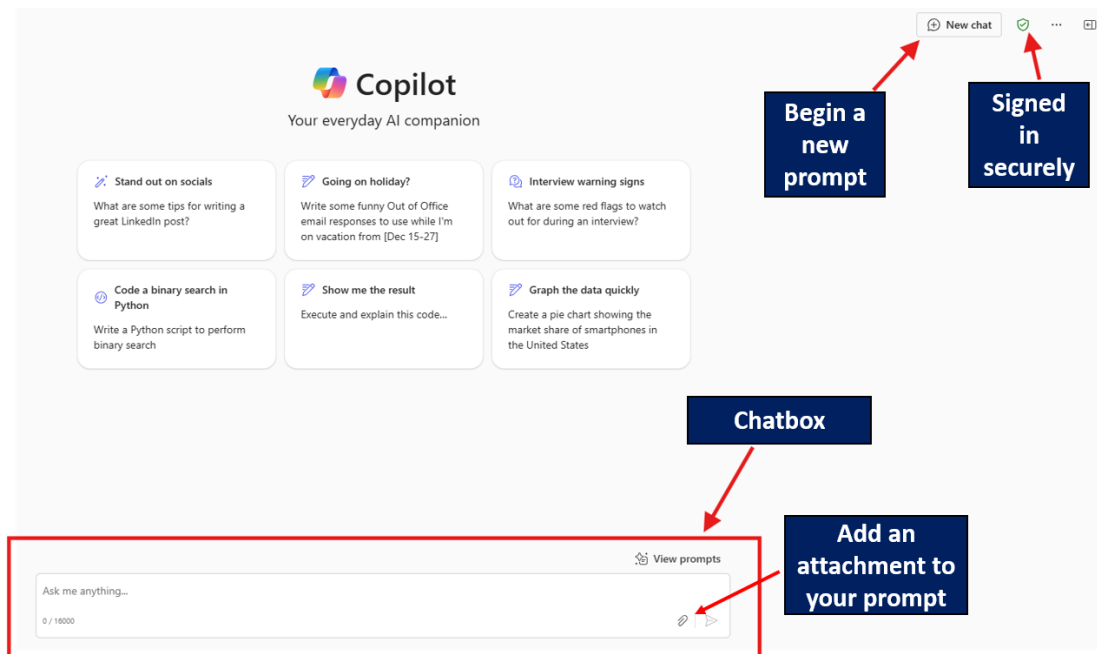 New chat
Copilot
Your everyday AI companion
Begin a
new
prompt
Signed
in
securely
Stand out on socials
What are some tips for writing a
great LinkedIn post?
Going on holiday?
Write some funny Out of Office
email responses to use while I'm
on vacation from [Dec 15-27]
Interview warning signs
What are some red flags to watch
out for during an interview?
Code a binary search in
Python
Write a Python script to perform
binary search
Show me the result
Execute and explain this code...
Graph the data quickly
Create a pie chart showing the
market share of smartphones in
the United States
Chatbox
Add an
attachment to
your prompt
View prompts
Ask me anything...
0 / 16000